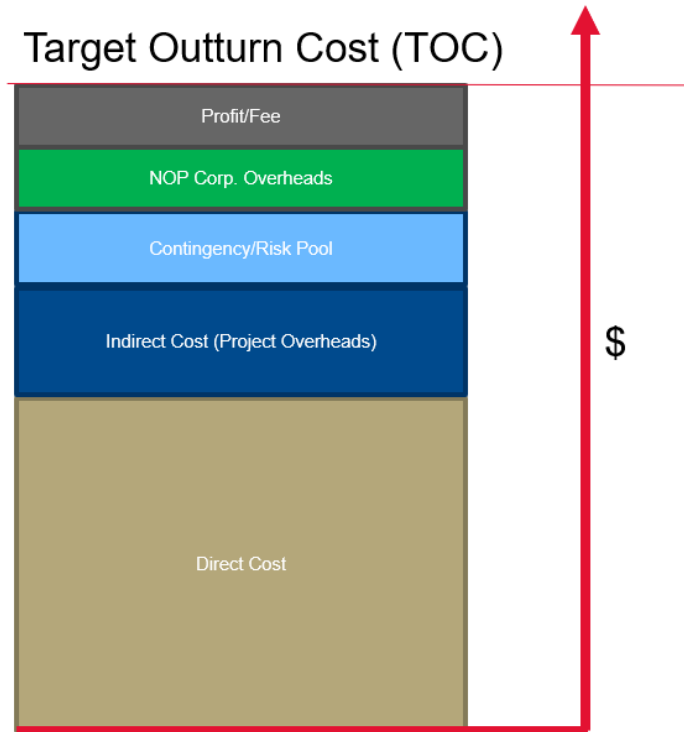 Target Outturn Cost (TOC)
Profit/Fee
NOP Corp. Overheads
Contingency/Risk Pool
Indirect Cost (Project Overheads)
$
Direct Cost